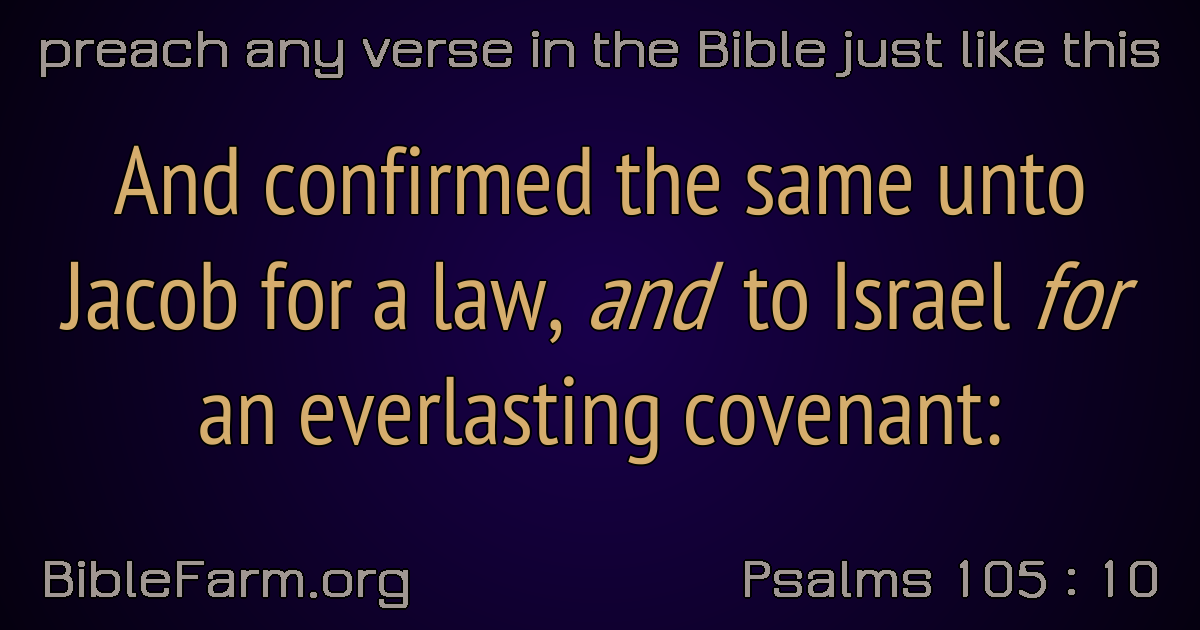 preach any verse in the Bible just like this
And confirmed the same unto
Jacob for a law, and to Israel for
an everlasting covenant:
BibleFarm.org
Psalms 105 : 10